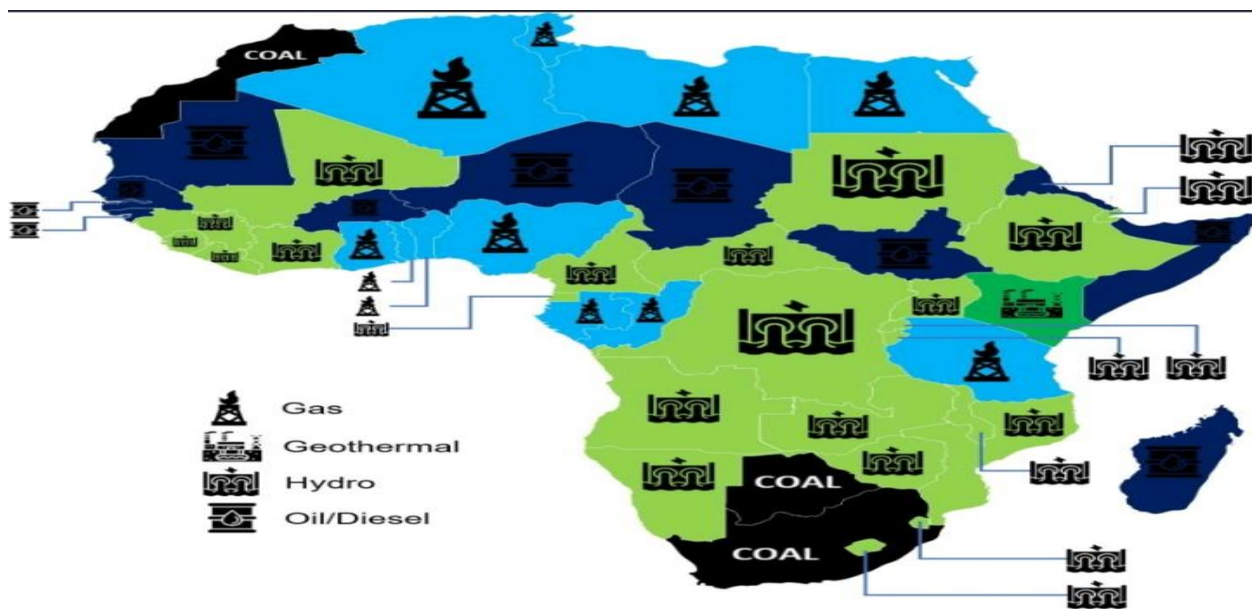 COAL
Gas
Geothermal
Hydro
Oil/Diesel
COAL
COAL